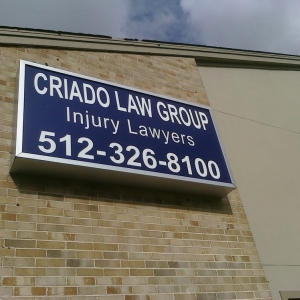 CRIADO LAW GROUP
Injury Lawyers
512-326-8100